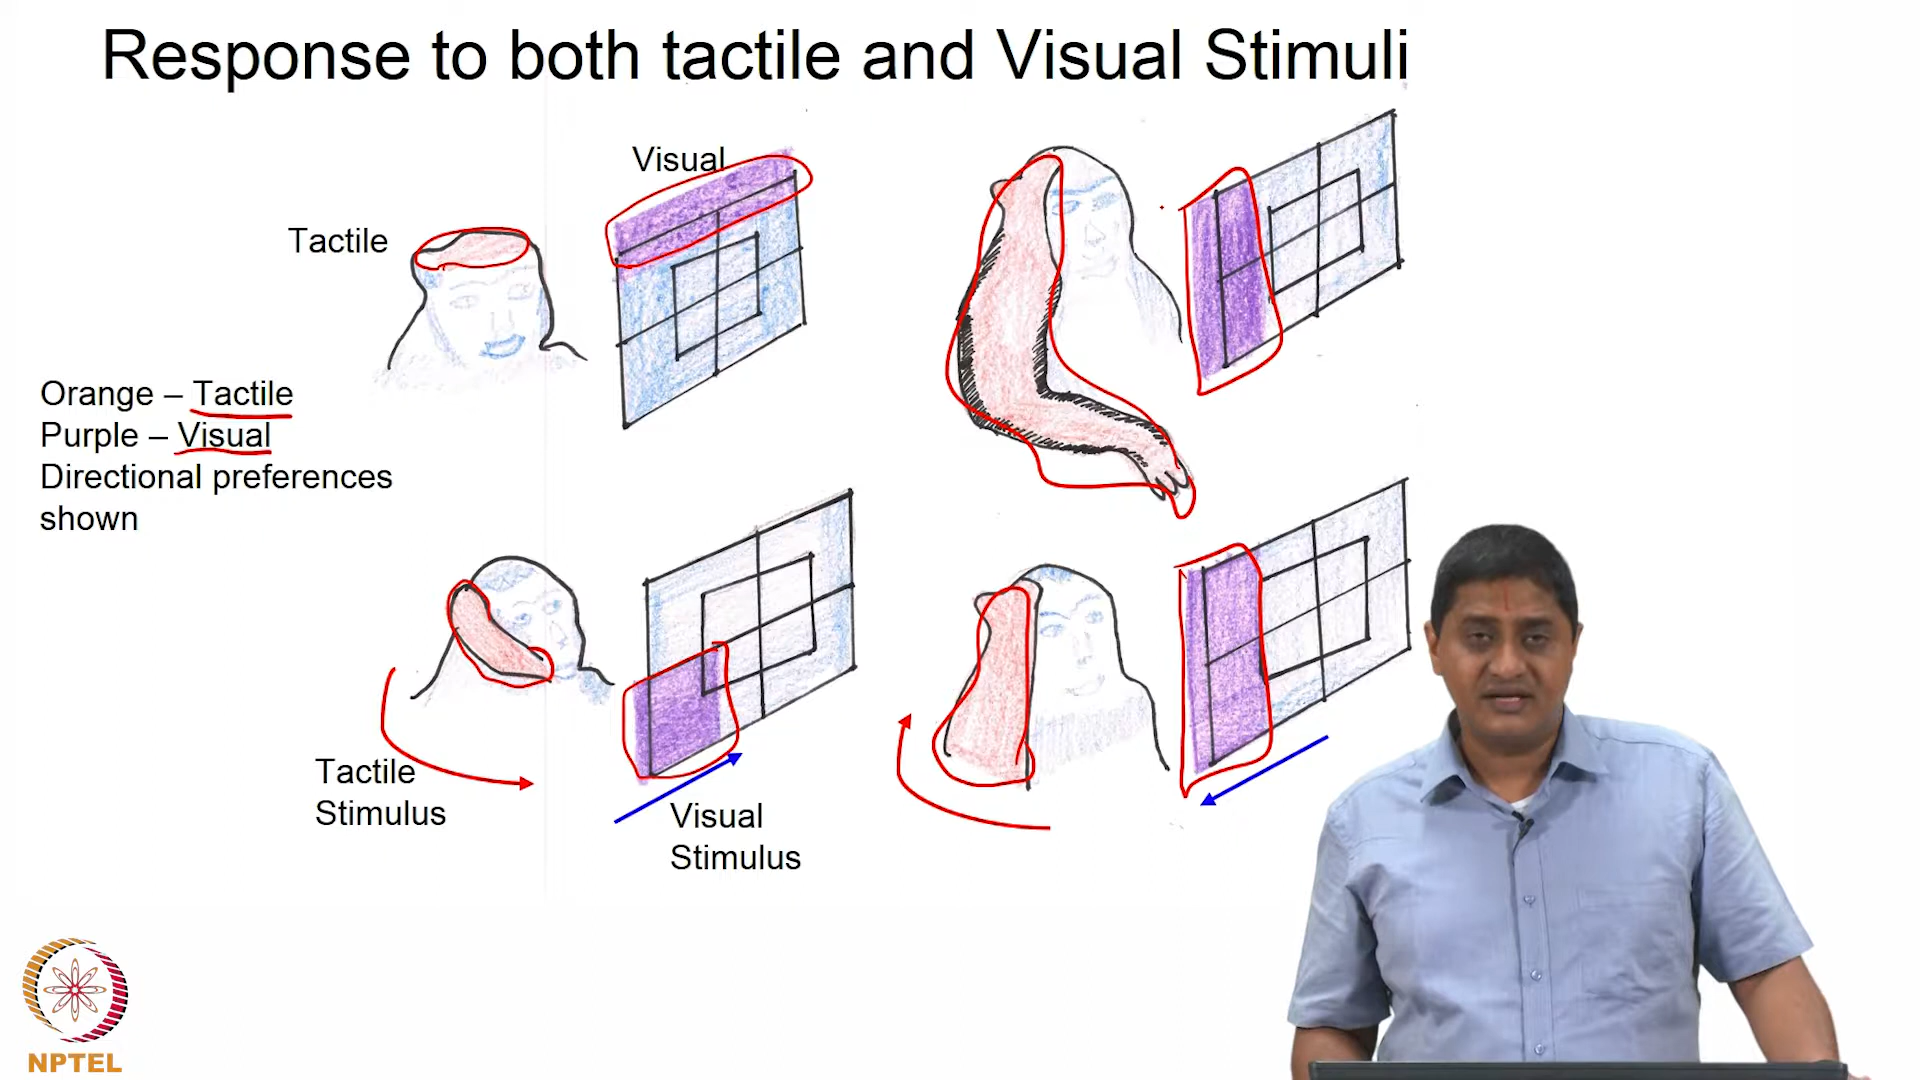 Response to both tactile and Visual Stimuli
Visual
Tactile
Orange – Tactile
Purple – Visual
Directional preferences
shown
Tactile
Stimulus
Visual
Stimulus
NPTEL